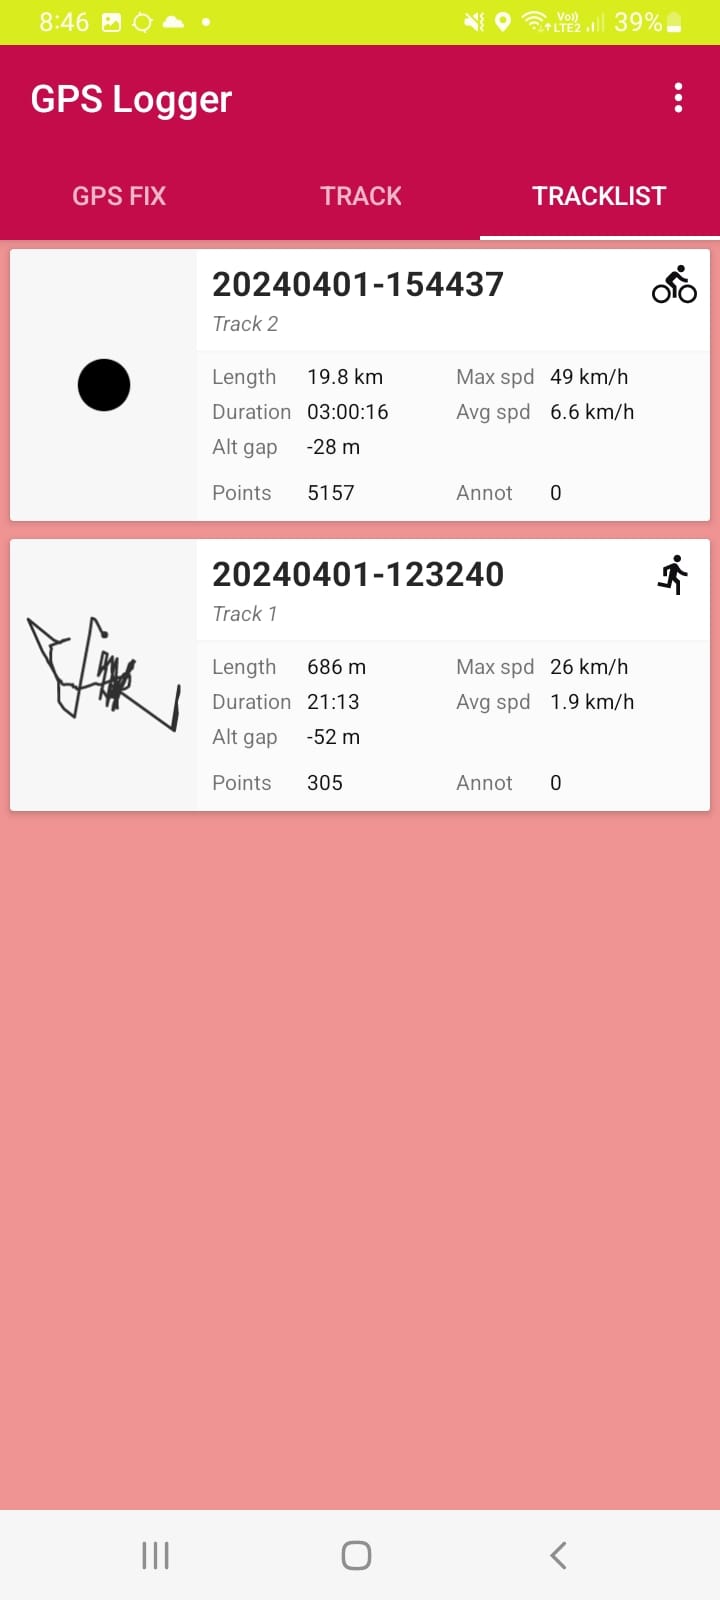 8:46 Vo)) LTE2 39%
GPS Logger
GPS FIX TRACK TRACKLIST
20240401-154437
Track 2
Length 19.8 km Max spd 49 km/h
Duration 03:00:16 Avg spd 6.6 km/h
Alt gap -28 m
Points 5157 Annot 0
20240401-123240
Track 1
Length 686 m Max spd 26 km/h
Duration 21:13 Avg spd 1.9 km/h
Alt gap -52 m
Points 305 Annot 0